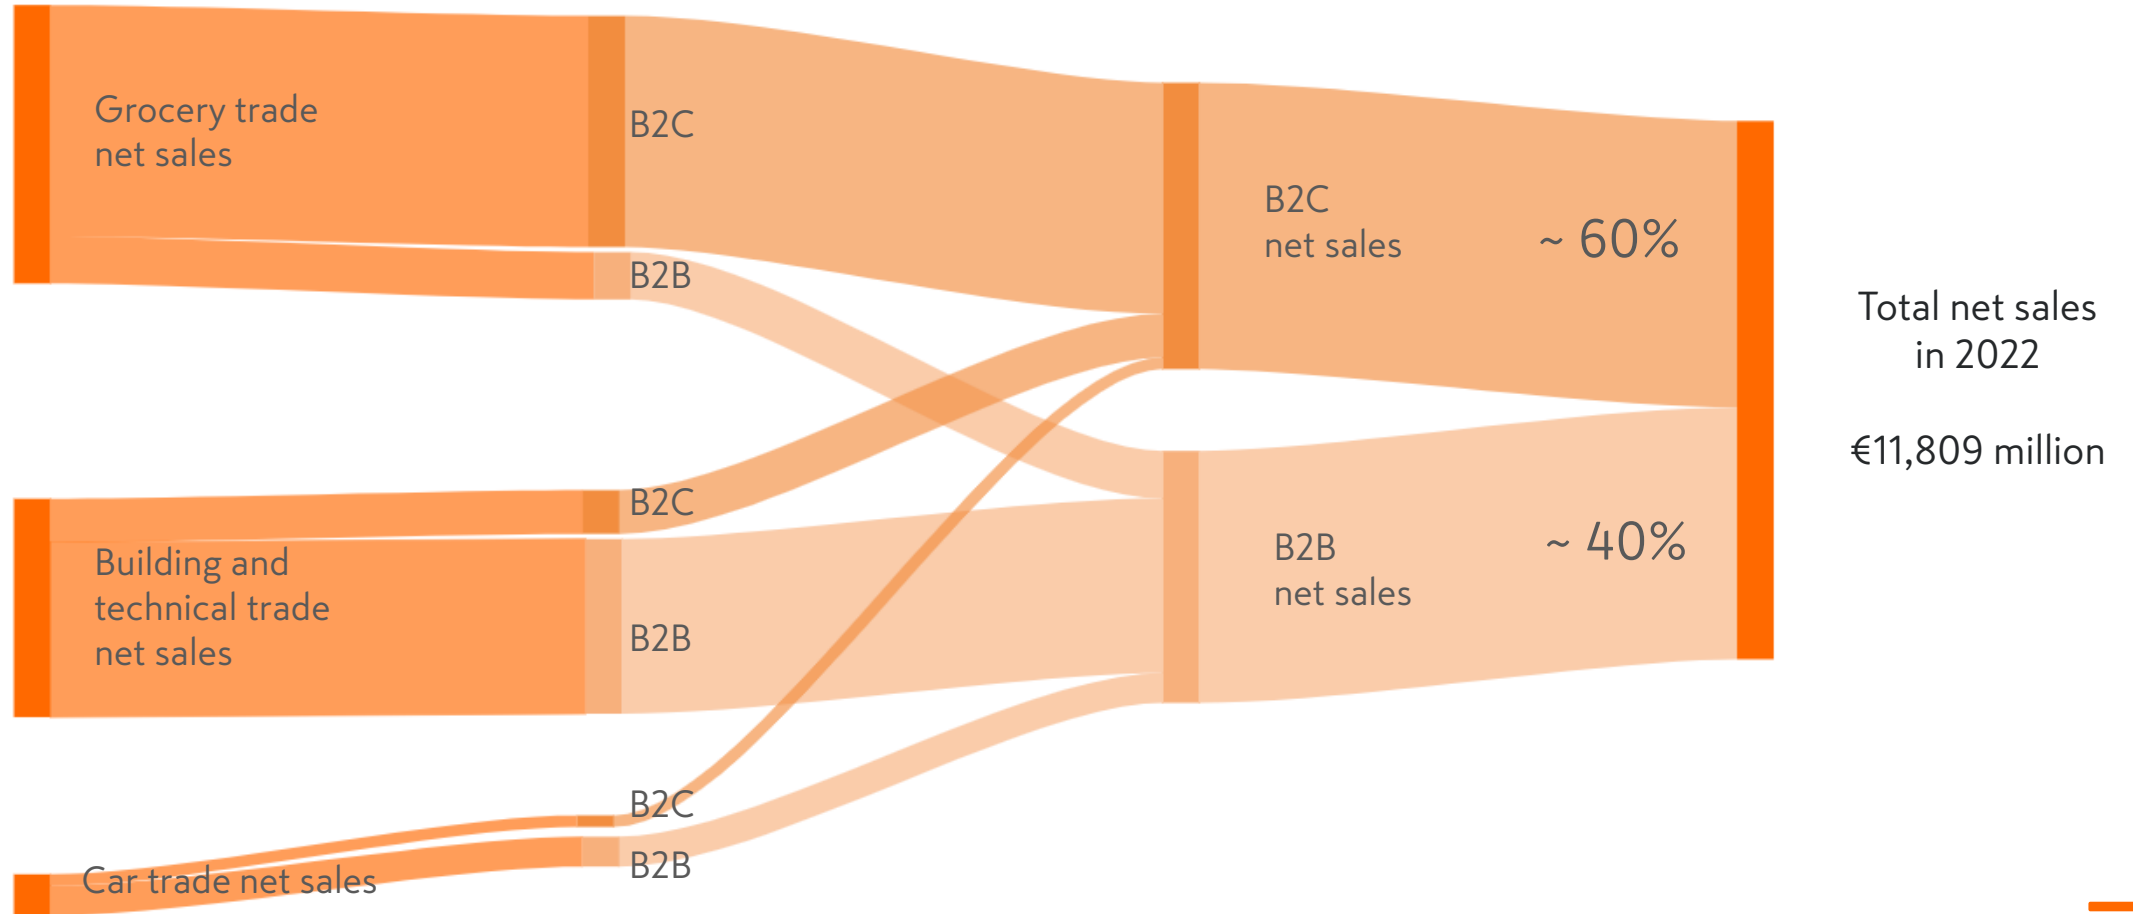 Grocery trade
net sales
B2C
B2B
B2C
net sales
~ 60%
Total net sales
in 2022
€11,809 million
B2C
Building and
technical trade
net sales
B2B
B2B
net sales
~ 40%
B2C
B2B
Car trade net sales